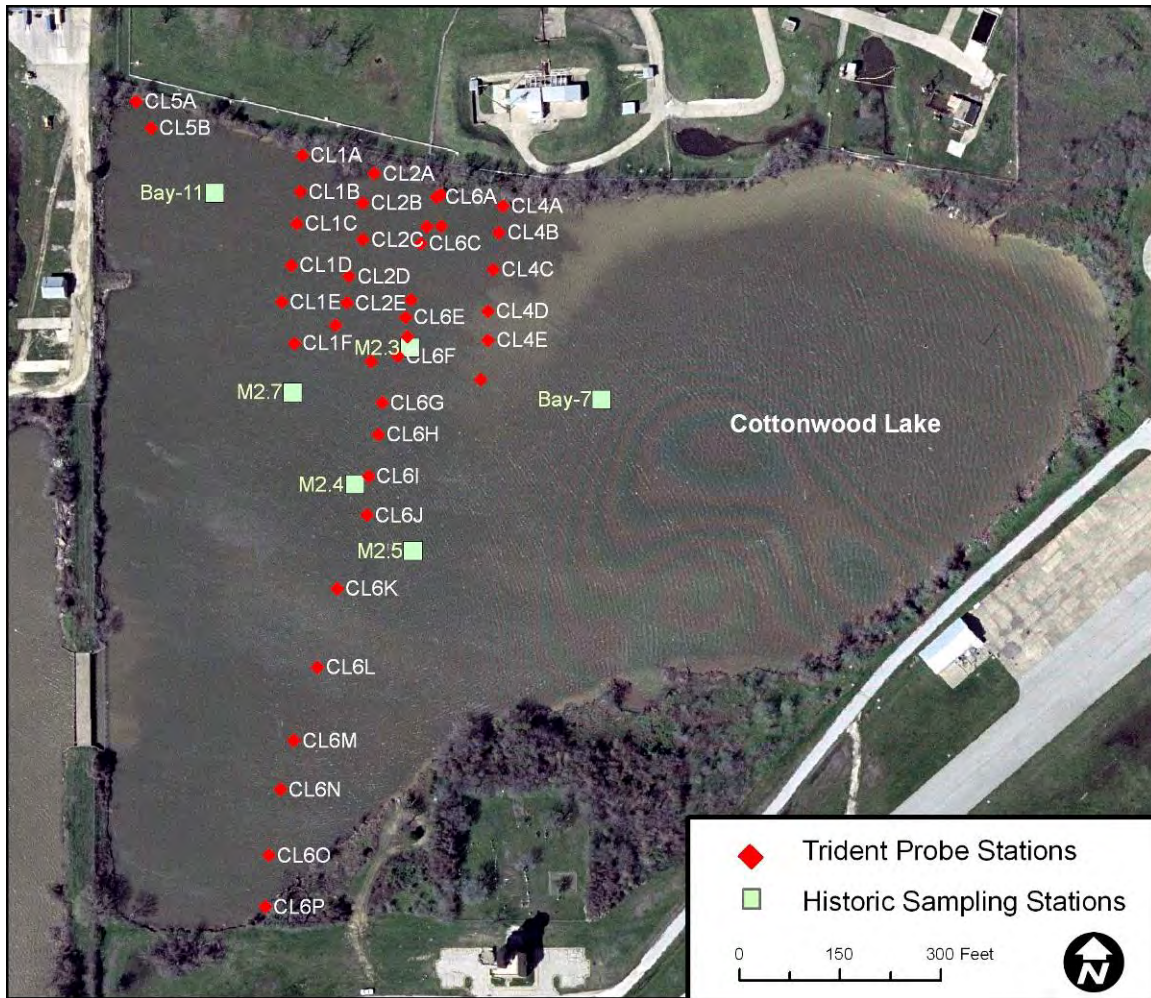 CL5A
CL5B
CL1A
CL2A
Bay-11
CL1B
CL6A
CL2B
CL4A
CL1C
CL4B
CL2C
CL6C
CL1D
CL4C
CL2D
CL1E
CL2E
CL4D
CL6E
CL1F
CL4E
M2.3
CL6F
M2.7
Bay-7
CL6G
Cottonwood Lake
CL6H
CL6I
M2.4
CL6J
M2.5
CL6K
CL6L
CL6M
CL6N
CL6O
CL6P
Trident Probe Stations
Historic Sampling Stations
0 150 300 Feet
N